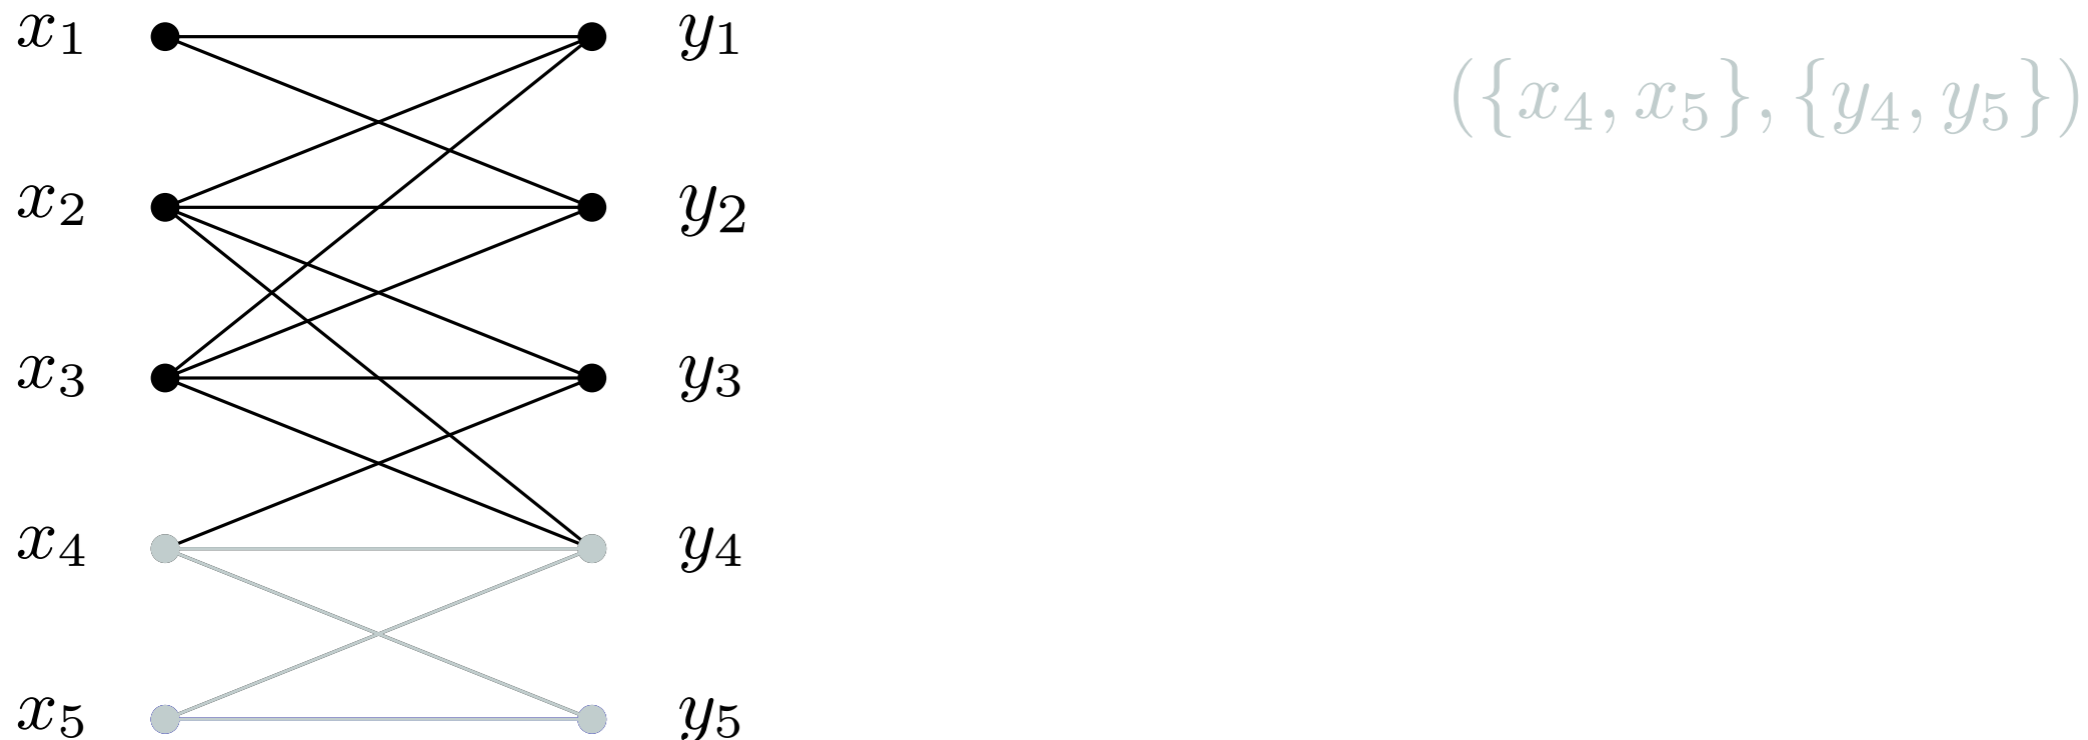 x₁ y₁
({x₄, x₅}, {y₄, y₅})
x₂ y₂
x₃ y₃
x₄ y₄
x₅ y₅